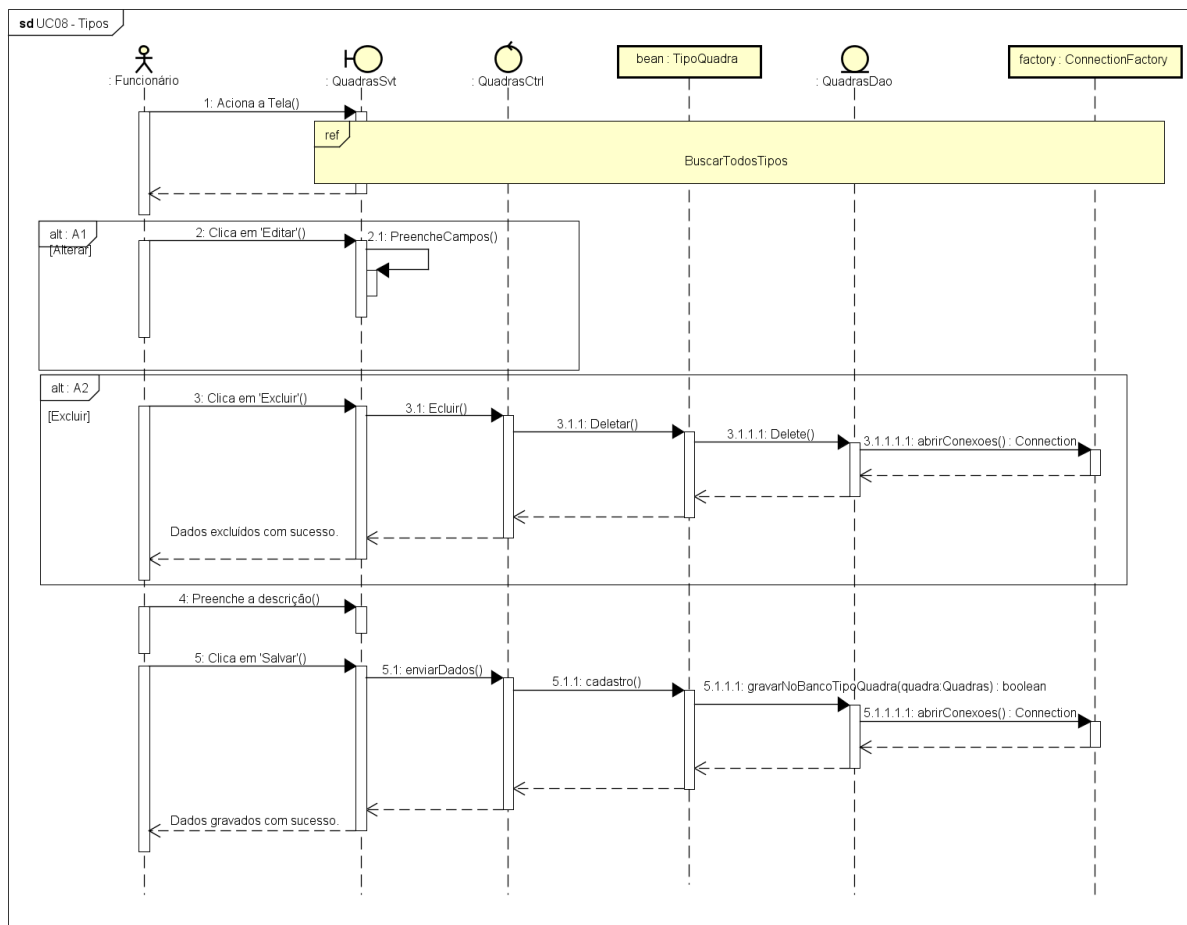 sd UC08 - Tipos
: Funcionário
: QuadrasSvt
: QuadrasCtrl
bean : TipoQuadra
: QuadrasDao
factory : ConnectionFactory
1: Aciona a Tela()
ref
BuscarTodosTipos
alt : A1
[Alterar]
2: Clica em 'Editar'()
2.1: PreencheCampos()
alt : A2
[Excluir]
3: Clica em 'Excluir'()
3.1: Ecluir()
3.1.1: Deletar()
3.1.1.1: Delete()
3.1.1.1.1: abrirConexoes() : Connection
Dados excluídos com sucesso.
4: Preenche a descrição()
5: Clica em 'Salvar'()
5.1: enviarDados()
5.1.1: cadastro()
5.1.1.1: gravarNoBancoTipoQuadra(quadra:Quadras) : boolean
5.1.1.1.1: abrirConexoes() : Connection
Dados gravados com sucesso.